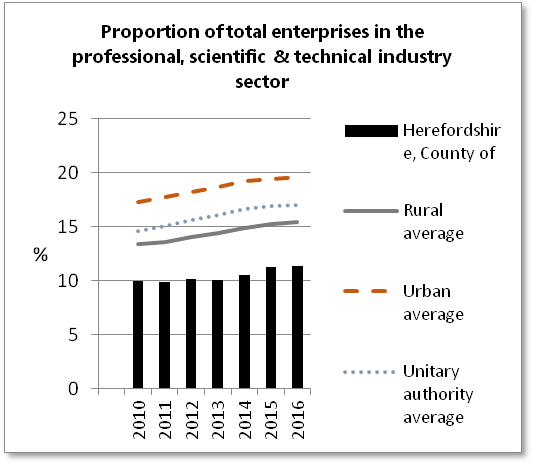 Proportion of total enterprises in the
professional, scientific & technical industry
sector
25
20
15
10
5
0
%
2010
2011
2012
2013
2014
2015
2016
Herefordshir
e, County of
Rural
average
Urban
average
Unitary
authority
average